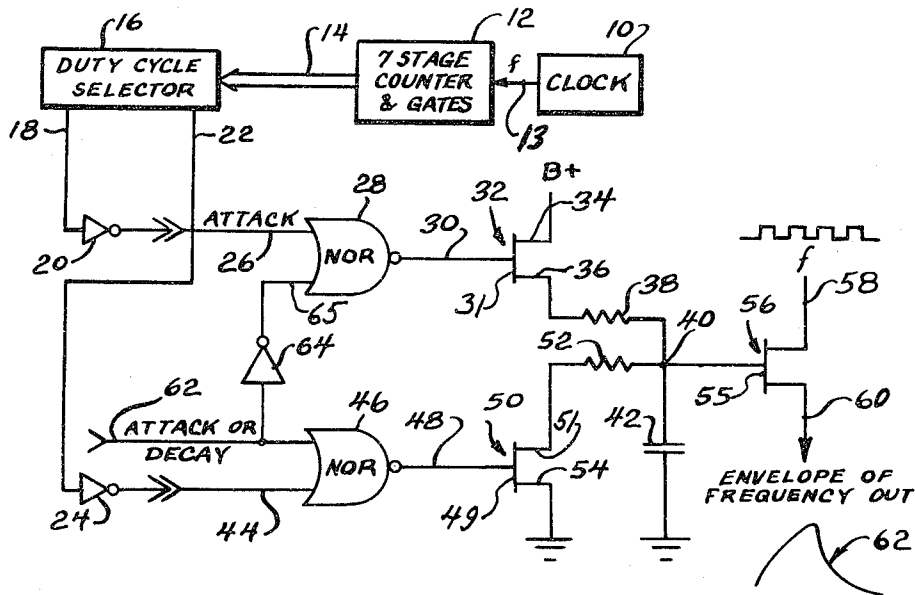 16
12
10
14
DUTY CYCLE
SELECTOR
7 STAGE
COUNTER
& GATES
f
CLOCK
13
18
22
B+
28
32
34
ATTACK
NOR
30
20
26
36
31
38
f
58
65
40
56
64
52
62
46
50
55
60
ATTACK OR
DECAY
48
51
42
NOR
54
ENVELOPE OF
FREQUENCY OUT
24
44
49
62